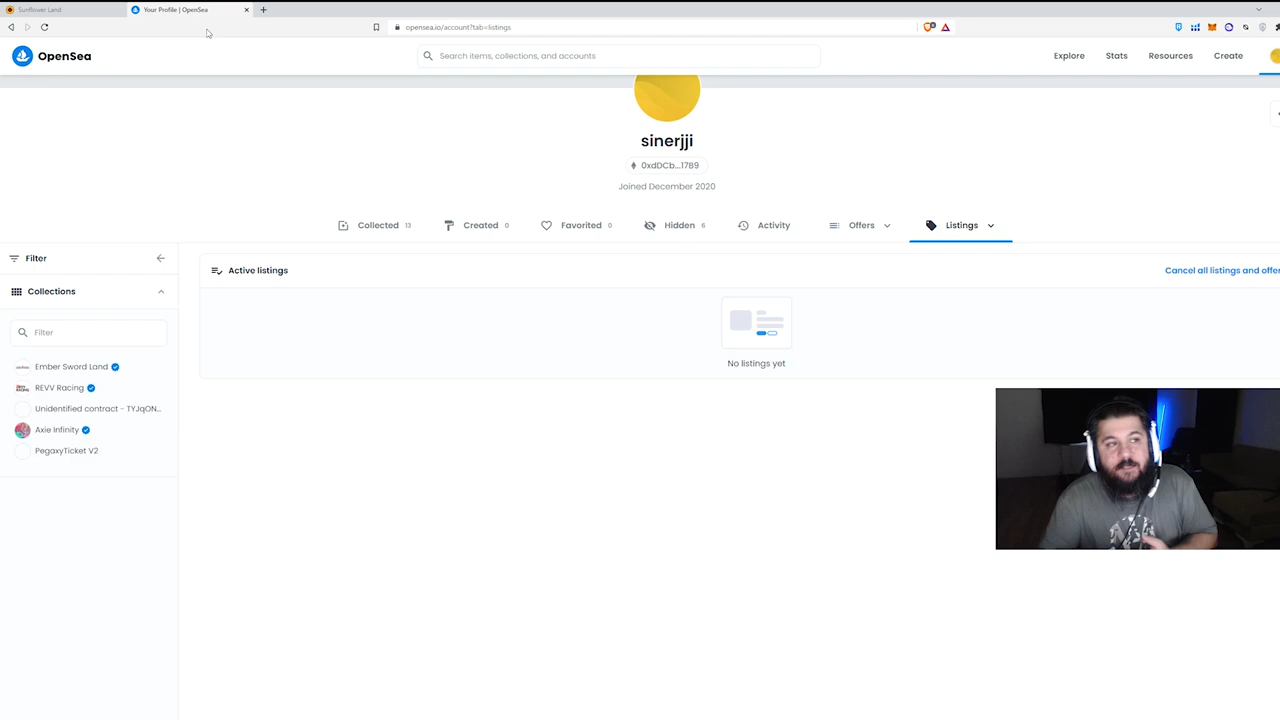 Sunflower Land
Your Profile | OpenSea
opensea.io/account?tab=listings
OpenSea
Search items, collections, and accounts
Explore
Stats
Resources
Create
sinerjji
0xdDCb...17B9
Joined December 2020
Collected 13
Created 0
Favorited 0
Hidden 6
Activity
Offers
Listings
Filter
Collections
Filter
Ember Sword Land
REVV Racing
Unidentified contract - TYJqON...
Axie Infinity
PegaxyTicket V2
Active listings
Cancel all listings and offer
No listings yet